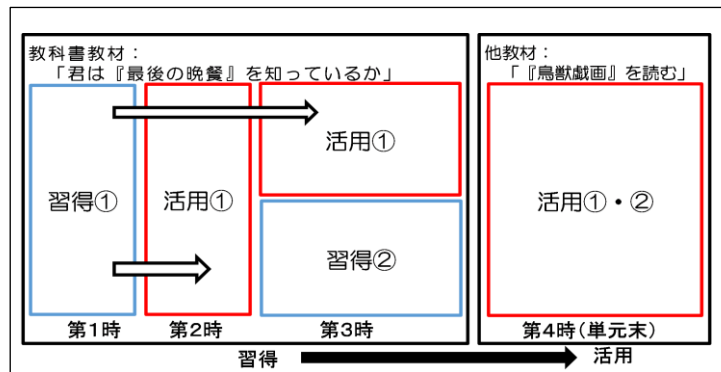 教科書教材：
「君は『最後の晩餐』を知っているか」
他教材：
「『鳥獣戯画』を読む」
習得①
活用①
活用①
習得②
活用①・②
第1時
第2時
第3時
第4時(単元末)
習得
活用